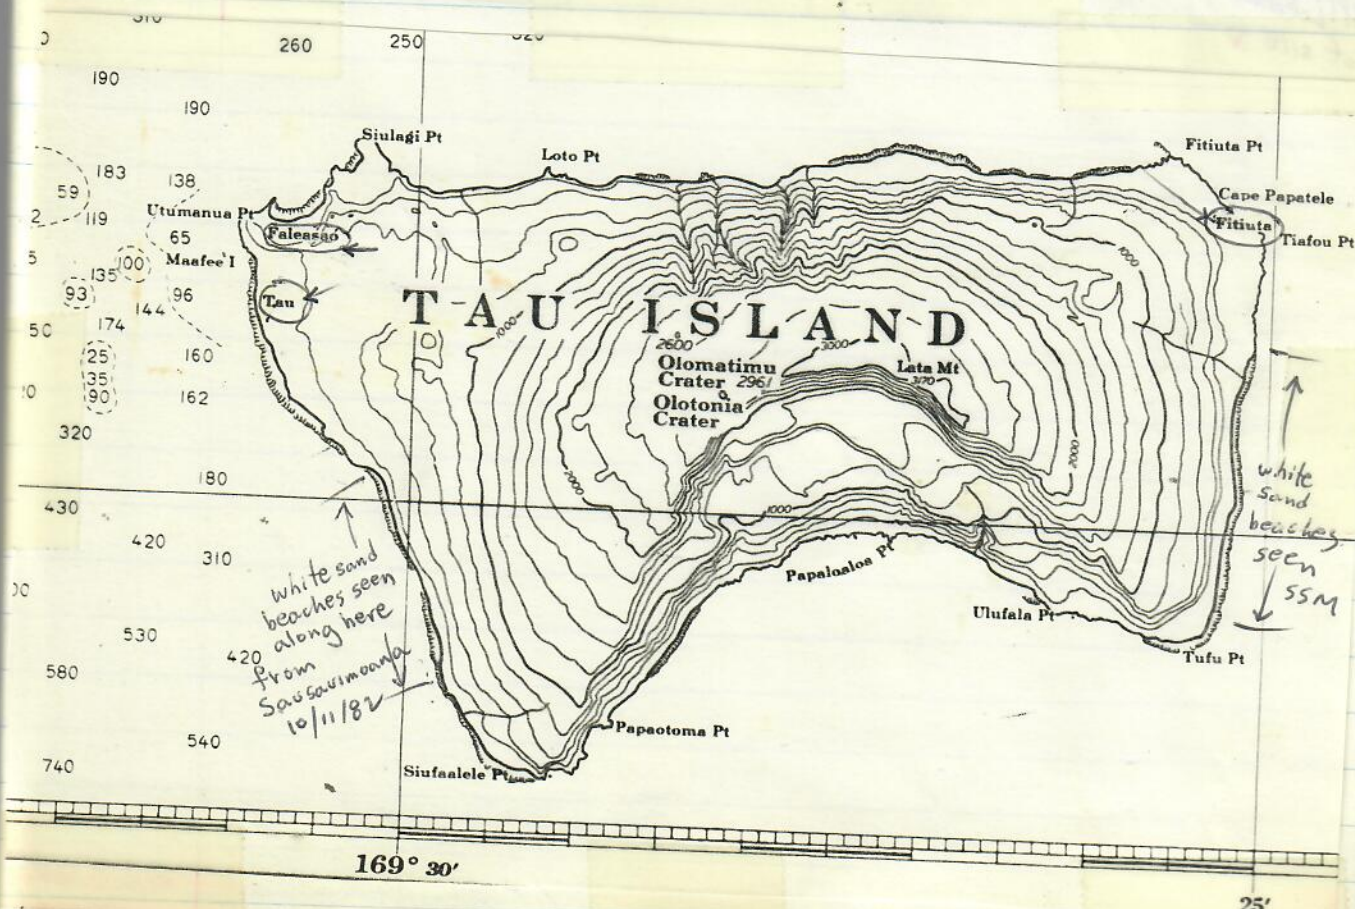 260
250
190
190
Siulagi Pt
Loto Pt
Fitiuta Pt
183
138
59
Cape Papatele
119
Utumanua Pt
Fitiuta
65
Faleasao
Tiafou Pt
Maafee I
100
135
1000
93
96
Tau
144
TAU ISLAND
174
1000
2600
3000
25
160
Olomatimu
Crater 2961
Lata Mt
3170
35
90
162
Olotonia
Crater
320
2000
2000
180
430
1000
white
sand
beaches
seen
SSM
420
310
Papaloaloa Pt
white sand
beaches seen
along here
from
Sausauimoana
10/11/82
Ulufala Pt
530
420
580
Tufu Pt
Papaotoma Pt
540
740
Siufaalele Pt
169° 30′
25′